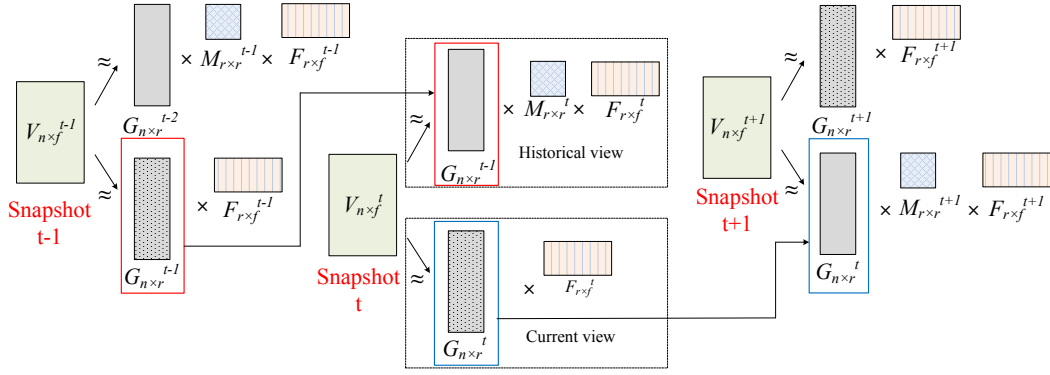 ≈ × M_{r×r}^{t-1} × F_{r×f}^{t-1}
V_{n×f}^{t-1}
G_{n×r}^{t-2}
≈ × F_{r×f}^{t-1}
Snapshot
t-1
G_{n×r}^{t-1}
≈ × M_{r×r}^{t} × F_{r×f}^{t}
G_{n×r}^{t-1}
Historical view
V_{n×f}^{t}
Snapshot
t
≈ × F_{r×f}^{t}
G_{n×r}^{t}
Current view
≈ × F_{r×f}^{t+1}
V_{n×f}^{t+1}
G_{n×r}^{t+1}
Snapshot
t+1
≈ × M_{r×r}^{t+1} × F_{r×f}^{t+1}
G_{n×r}^{t}